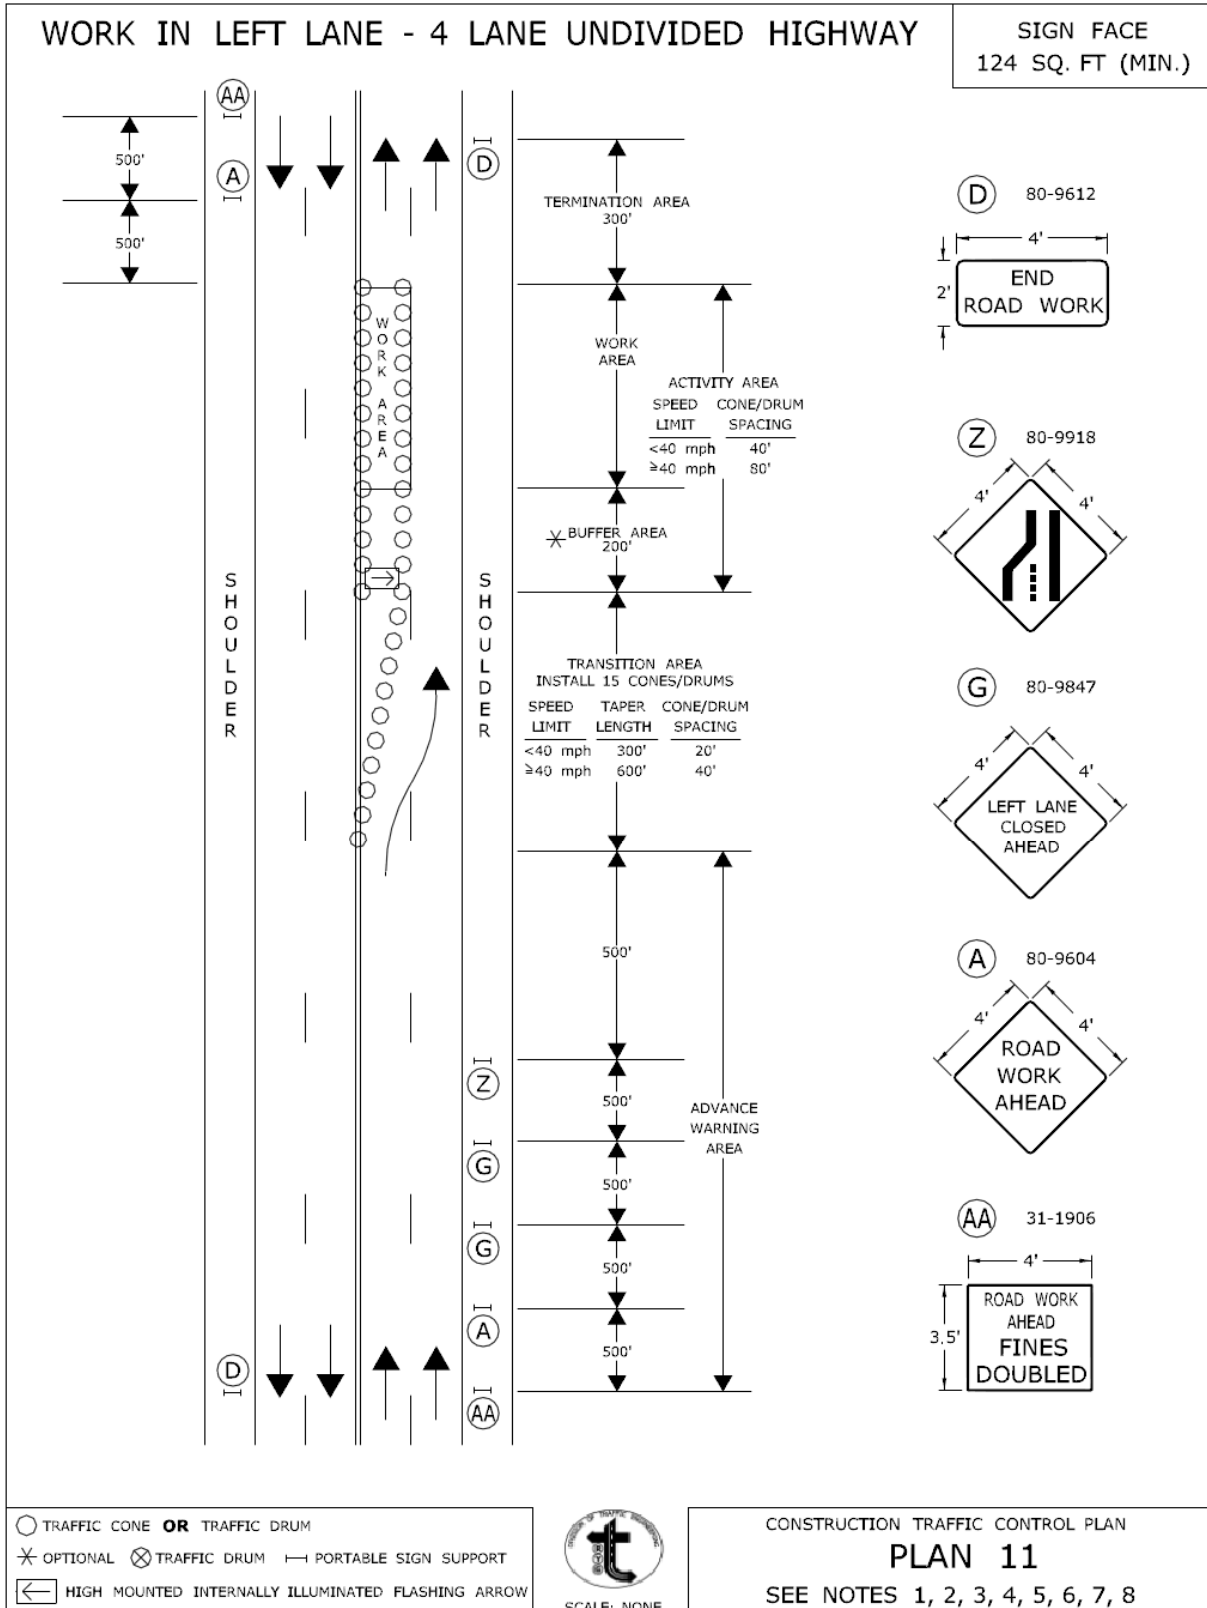 WORK IN LEFT LANE - 4 LANE UNDIVIDED HIGHWAY
SIGN FACE
124 SQ. FT (MIN.)
AA
500'
A
500'
D
TERMINATION AREA
300'
WORK AREA
WORK
AREA
ACTIVITY AREA
SPEED CONE/DRUM
LIMIT SPACING
<40 mph 40'
≥40 mph 80'
BUFFER AREA
200'
SHOULDER
SHOULDER
TRANSITION AREA
INSTALL 15 CONES/DRUMS
SPEED TAPER CONE/DRUM
LIMIT LENGTH SPACING
<40 mph 300' 20'
≥40 mph 600' 40'
500'
Z
500'
G
500'
G
500'
A
500'
AA
D
ADVANCE
WARNING
AREA
D 80-9612
4'
2'
END
ROAD WORK
Z 80-9918
4' 4'
G 80-9847
4' 4'
LEFT LANE
CLOSED
AHEAD
A 80-9604
4' 4'
ROAD
WORK
AHEAD
AA 31-1906
4'
3.5'
ROAD WORK
AHEAD
FINES
DOUBLED
TRAFFIC CONE OR TRAFFIC DRUM
OPTIONAL TRAFFIC DRUM PORTABLE SIGN SUPPORT
HIGH MOUNTED INTERNALLY ILLUMINATED FLASHING ARROW
DIVISION OF TRAFFIC ENGINEERING
SCALE: NONE
CONSTRUCTION TRAFFIC CONTROL PLAN
PLAN 11
SEE NOTES 1, 2, 3, 4, 5, 6, 7, 8